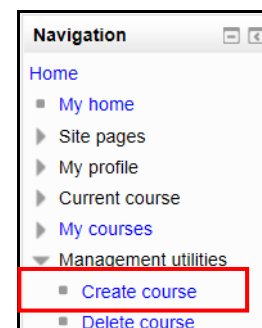 Navigation
Home
My home
Site pages
My profile
Current course
My courses
Management utilities
Create course
Delete course